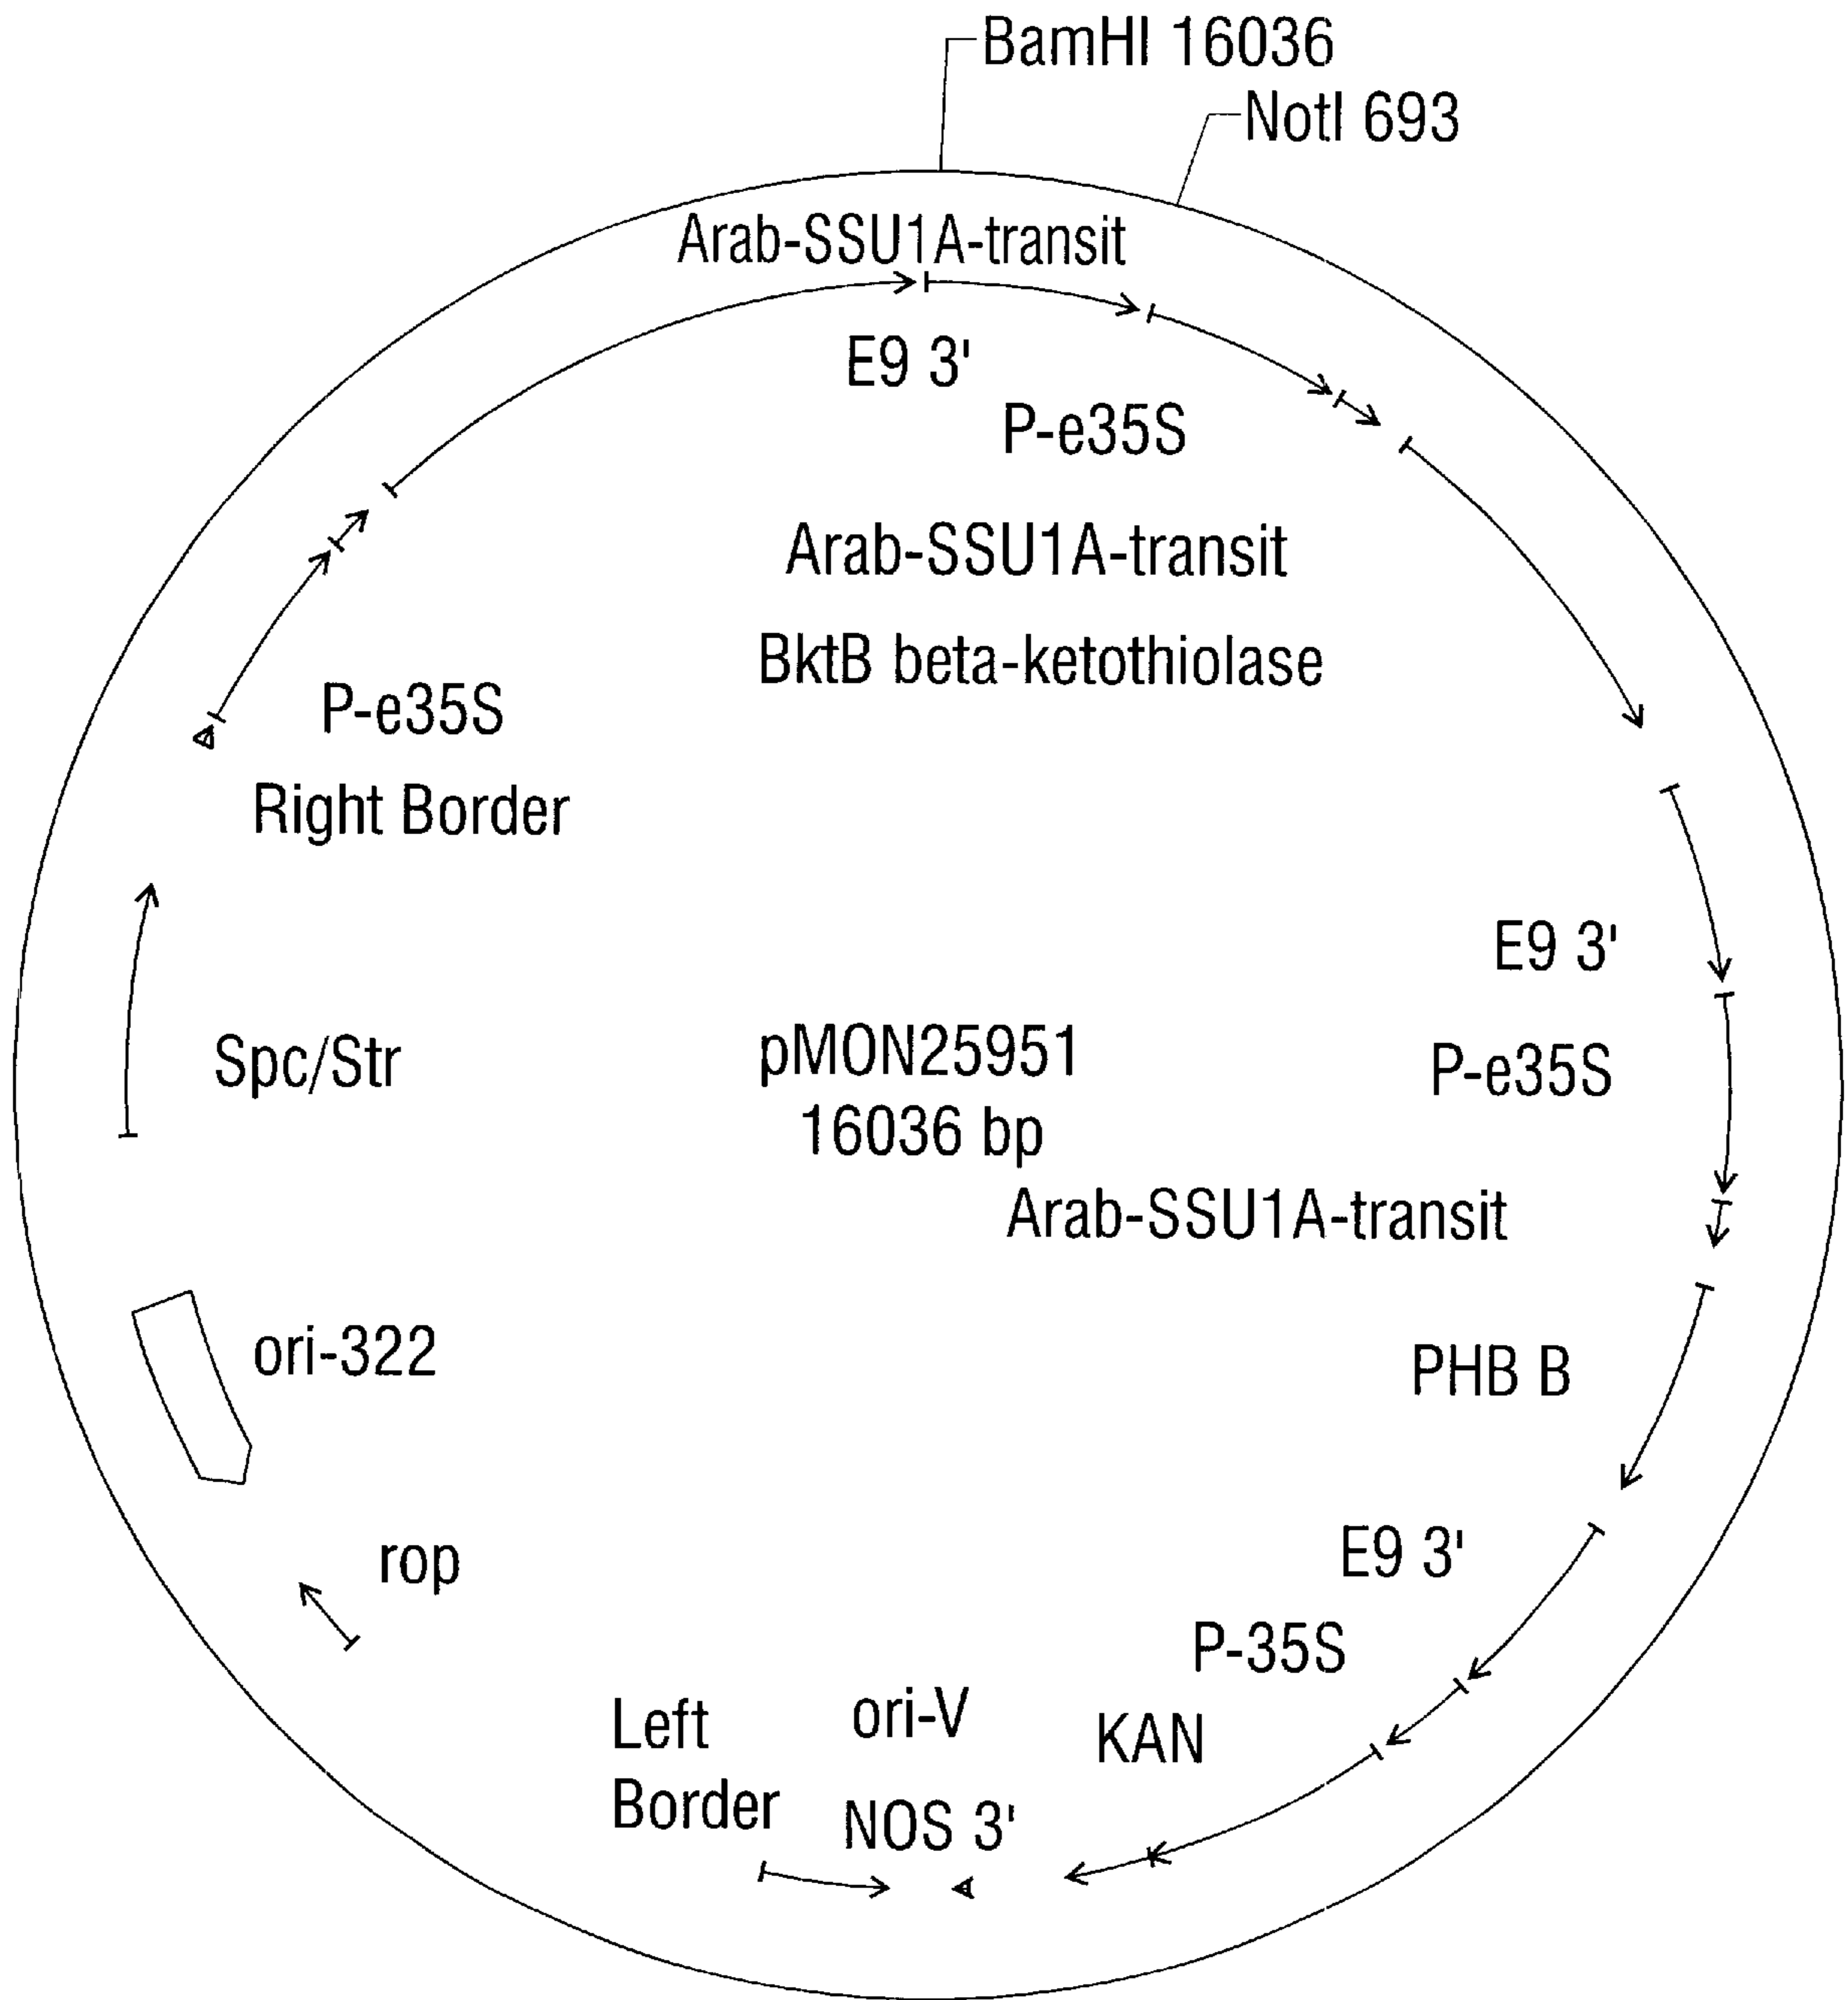 BamHI 16036
NotI 693
Arab-SSU1A-transit
E9 3'
P-e35S
Arab-SSU1A-transit
BktB beta-ketothiolase
P-e35S
Right Border
E9 3'
Spc/Str
pMON25951
16036 bp
P-e35S
Arab-SSU1A-transit
ori-322
PHB B
E9 3'
rop
P-35S
Left
Border
ori-V
KAN
NOS 3'